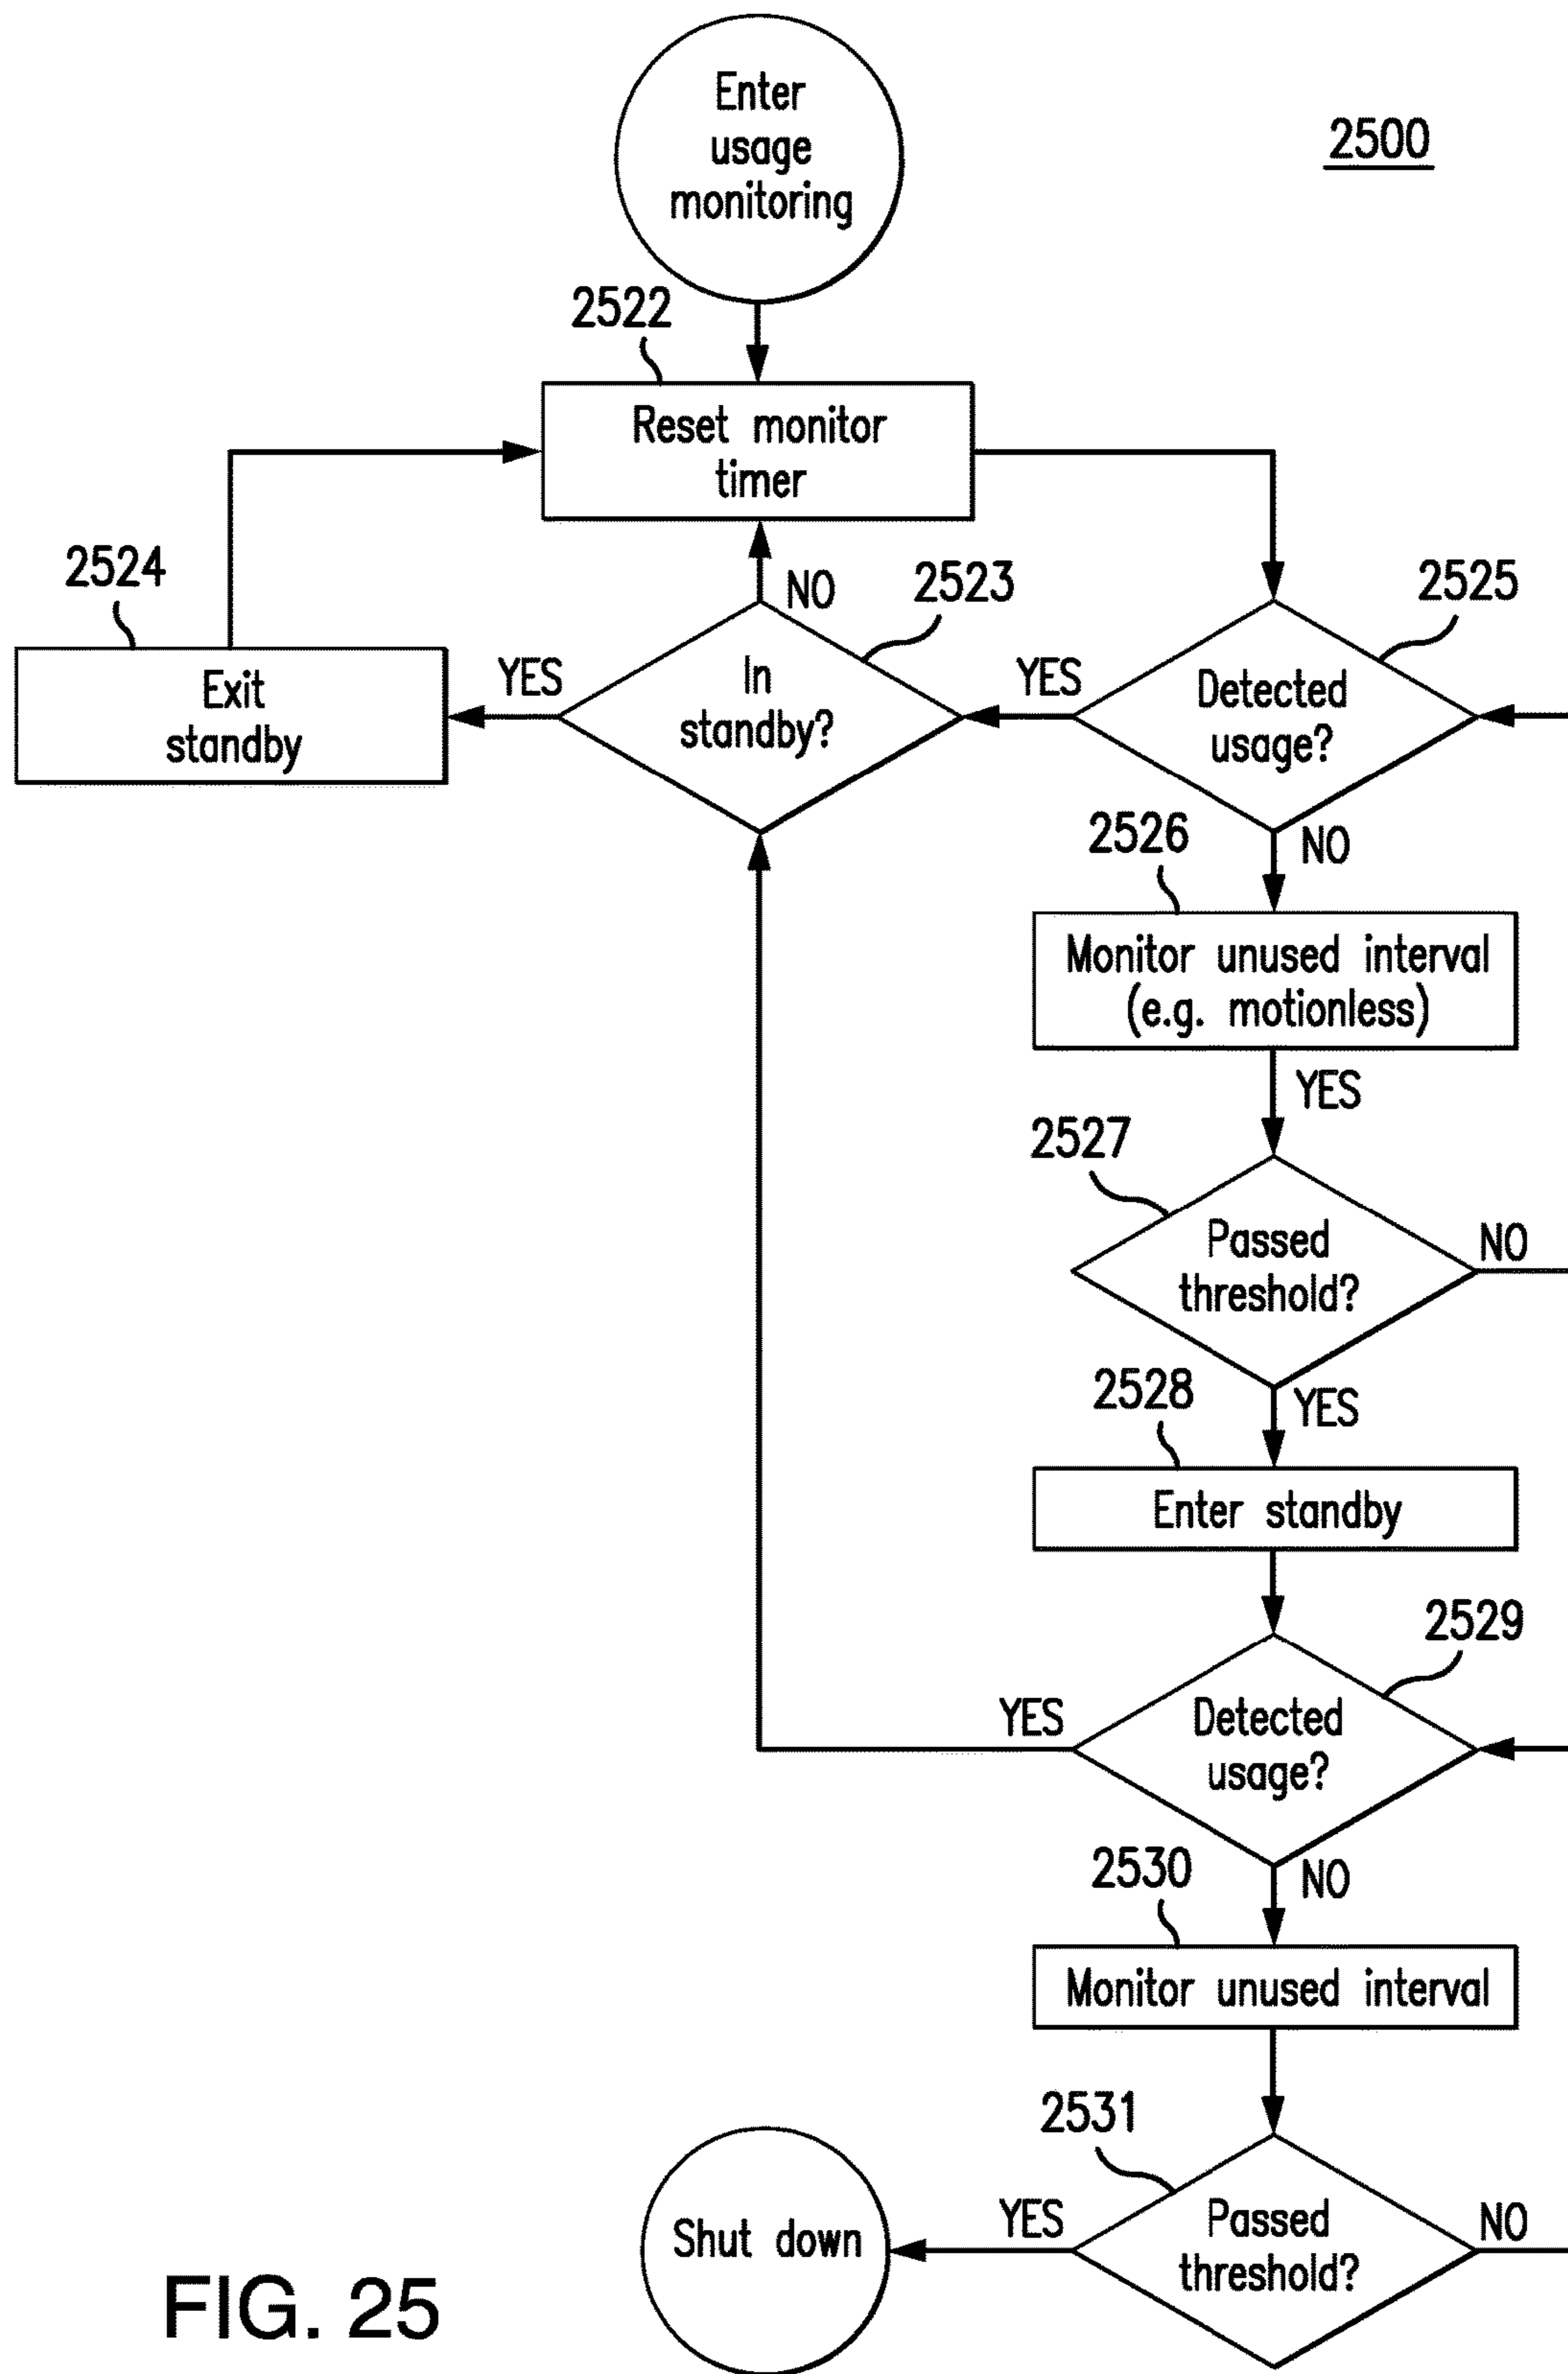 Enter
usage
monitoring
2500
2522
Reset monitor
timer
2524
NO
2523
2525
Exit
standby
YES
In
standby?
YES
Detected
usage?
2526
NO
Monitor unused interval
(e.g. motionless)
YES
2527
Passed
threshold?
NO
2528
YES
Enter standby
2529
YES
Detected
usage?
2530
NO
Monitor unused interval
2531
Shut down
YES
Passed
threshold?
NO
FIG. 25